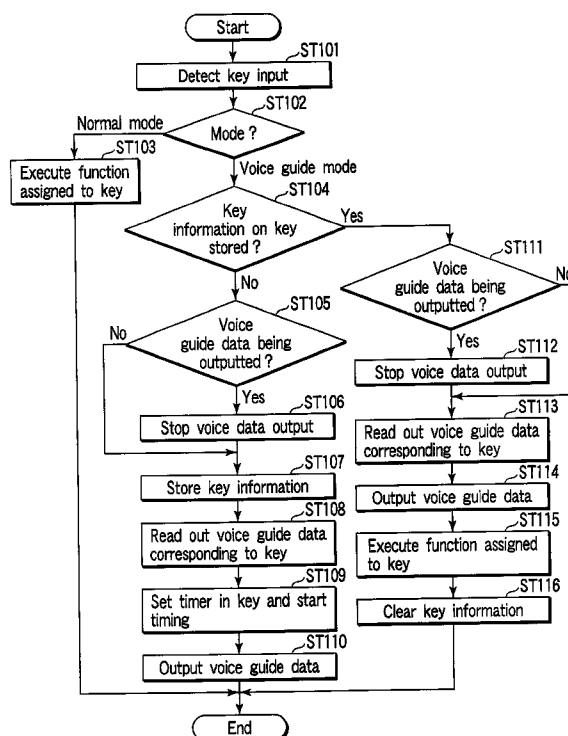 Start
ST101
Detect key input
ST102
Normal mode
Mode ?
ST103
Execute function
assigned to key
Voice guide mode
ST104
Key
information on key
stored ?
Yes
No
ST111
Voice
guide data being
outputted ?
No
Yes
ST105
Voice
guide data being
outputted ?
No
Yes
ST112
Stop voice data output
ST106
Stop voice data output
ST113
Read out voice guide data
corresponding to key
ST107
Store key information
ST114
Output voice guide data
ST108
Read out voice guide data
corresponding to key
ST115
Execute function assigned
to key
ST109
Set timer in key and start
timing
ST116
Clear key information
ST110
Output voice guide data
End